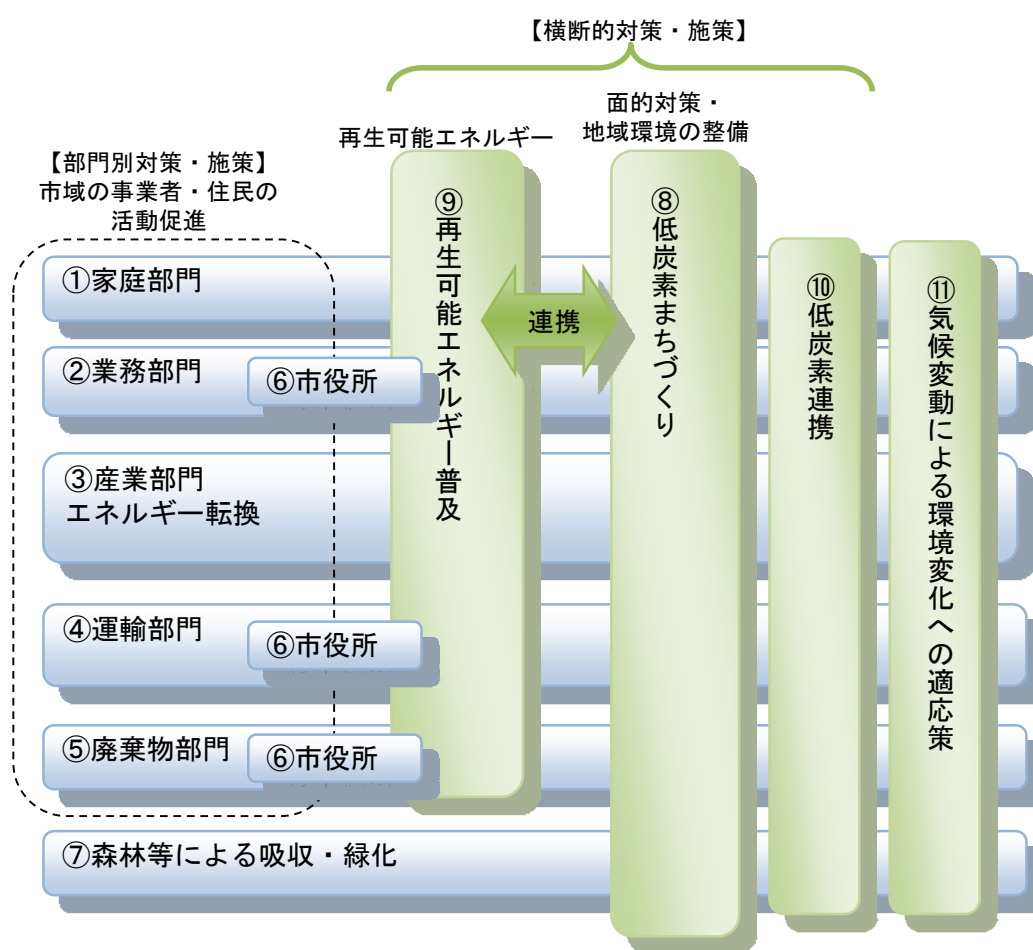 【横断的対策・施策】
面的対策・
地域環境の整備
再生可能エネルギー
【部門別対策・施策】
市域の事業者・住民の
活動促進
①家庭部門
②業務部門
⑥市役所
③産業部門
エネルギー転換
④運輸部門
⑥市役所
⑤廃棄物部門
⑥市役所
⑦森林等による吸収・緑化
⑨再生可能エネルギー普及
連携
⑧低炭素まちづくり
⑩低炭素連携
⑪気候変動による環境変化への適応策